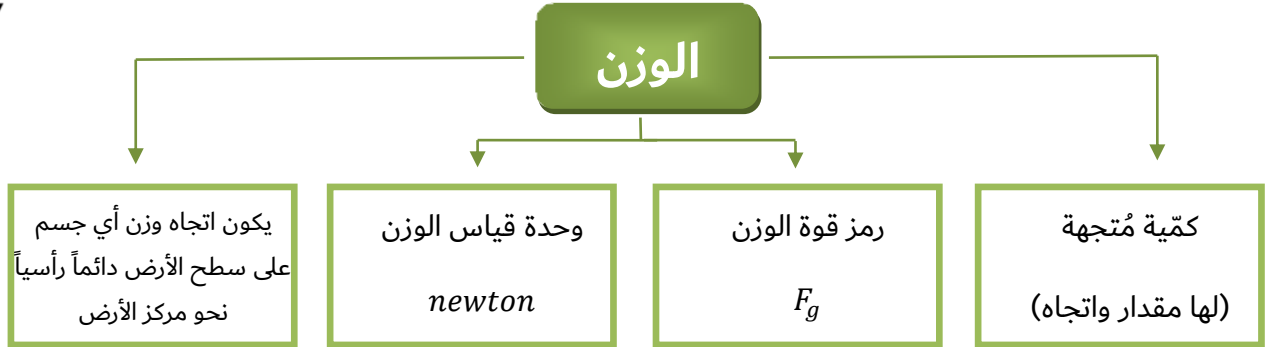 الوزن
كمّية مُتجهة
(لها مقدار واتجاه)
رمز قوة الوزن
F_g
وحدة قياس الوزن
newton
يكون اتجاه وزن أي جسم
على سطح الأرض دائماً رأسياً
نحو مركز الأرض